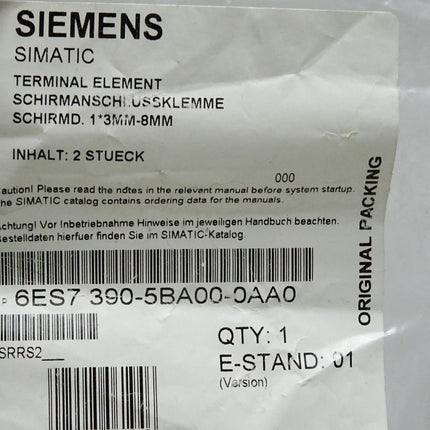 SIEMENS
SIMATIC
TERMINAL ELEMENT
SCHIRMANSCHLUSSKLEMME
SCHIRMD. 1*3MM-8MM
INHALT: 2 STUECK
000
Caution! Please read the notes in the relevant manual before system startup.
The SIMATIC catalog contains ordering data for the manuals.
Achtung! Vor Inbetriebnahme Hinweise im jeweiligen Handbuch beachten.
Bestelldaten hierfuer finden Sie im SIMATIC-Katalog.
P 6ES7 390-5BA00-0AA0
SRRS2___
QTY: 1
E-STAND: 01
(Version)
ORIGINAL PACKING